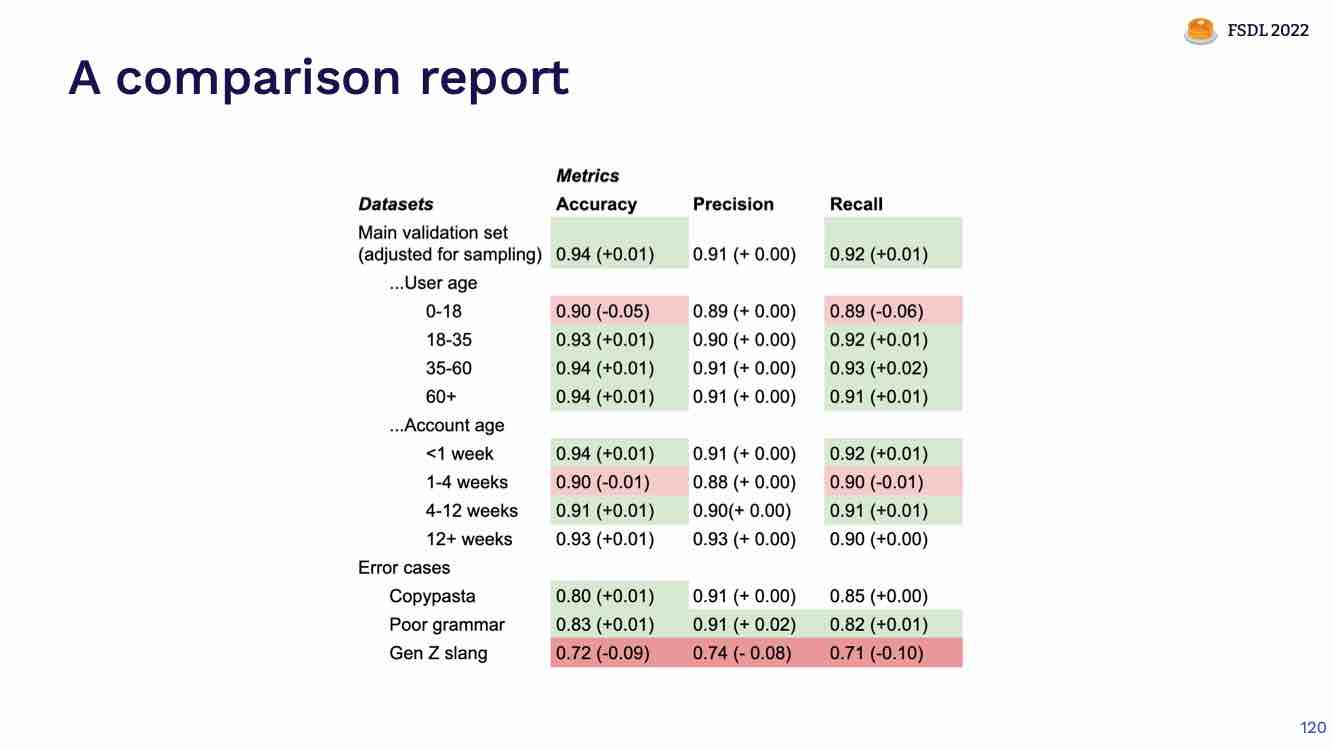 FSDL 2022
A comparison report
Metrics
Datasets Accuracy Precision Recall
Main validation set
(adjusted for sampling) 0.94 (+0.01) 0.91 (+ 0.00) 0.92 (+0.01)
...User age
0-18 0.90 (-0.05) 0.89 (+ 0.00) 0.89 (-0.06)
18-35 0.93 (+0.01) 0.90 (+ 0.00) 0.92 (+0.01)
35-60 0.94 (+0.01) 0.91 (+ 0.00) 0.93 (+0.02)
60+ 0.94 (+0.01) 0.91 (+ 0.00) 0.91 (+0.01)
...Account age
<1 week 0.94 (+0.01) 0.91 (+ 0.00) 0.92 (+0.01)
1-4 weeks 0.90 (-0.01) 0.88 (+ 0.00) 0.90 (-0.01)
4-12 weeks 0.91 (+0.01) 0.90(+ 0.00) 0.91 (+0.01)
12+ weeks 0.93 (+0.01) 0.93 (+ 0.00) 0.90 (+0.00)
Error cases
Copypasta 0.80 (+0.01) 0.91 (+ 0.00) 0.85 (+0.00)
Poor grammar 0.83 (+0.01) 0.91 (+ 0.02) 0.82 (+0.01)
Gen Z slang 0.72 (-0.09) 0.74 (- 0.08) 0.71 (-0.10)
120